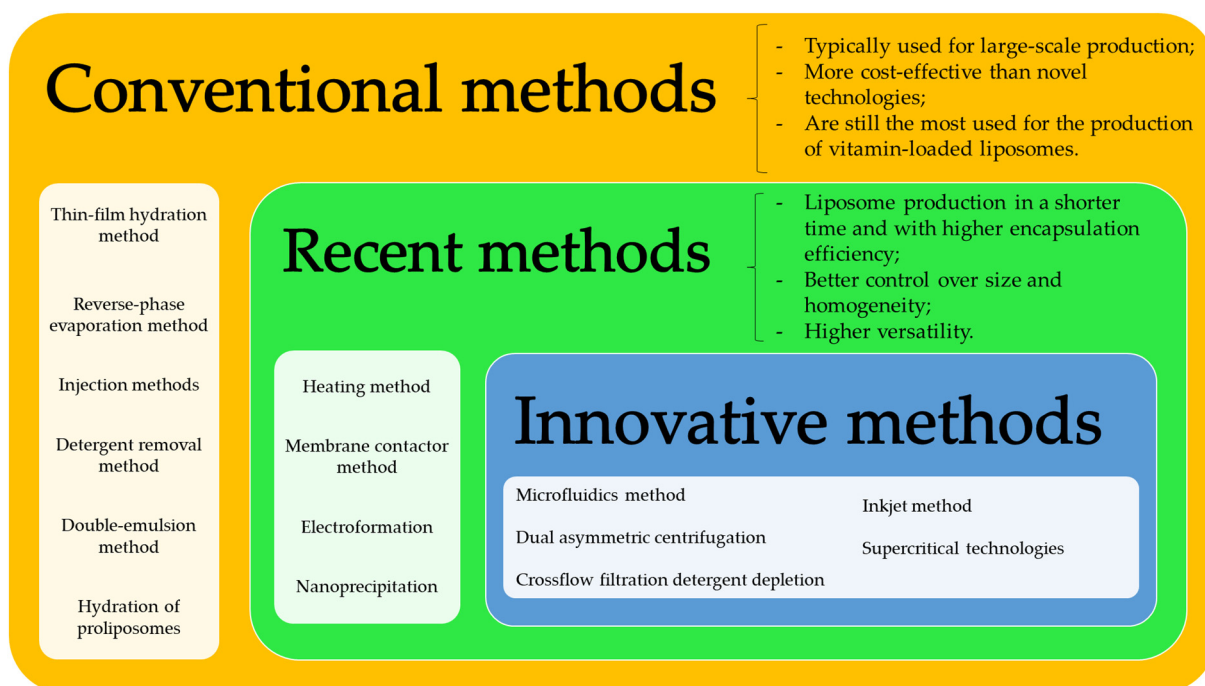 Conventional methods
- Typically used for large-scale production;
- More cost-effective than novel
technologies;
- Are still the most used for the production
of vitamin-loaded liposomes.
Thin-film hydration
method
Reverse-phase
evaporation method
Injection methods
Detergent removal
method
Double-emulsion
method
Hydration of
proliposomes
Recent methods
- Liposome production in a shorter
time and with higher encapsulation
efficiency;
- Better control over size and
homogeneity;
- Higher versatility.
Heating method
Membrane contactor
method
Electroformation
Nanoprecipitation
Innovative methods
Microfluidics method
Dual asymmetric centrifugation
Crossflow filtration detergent depletion
Inkjet method
Supercritical technologies